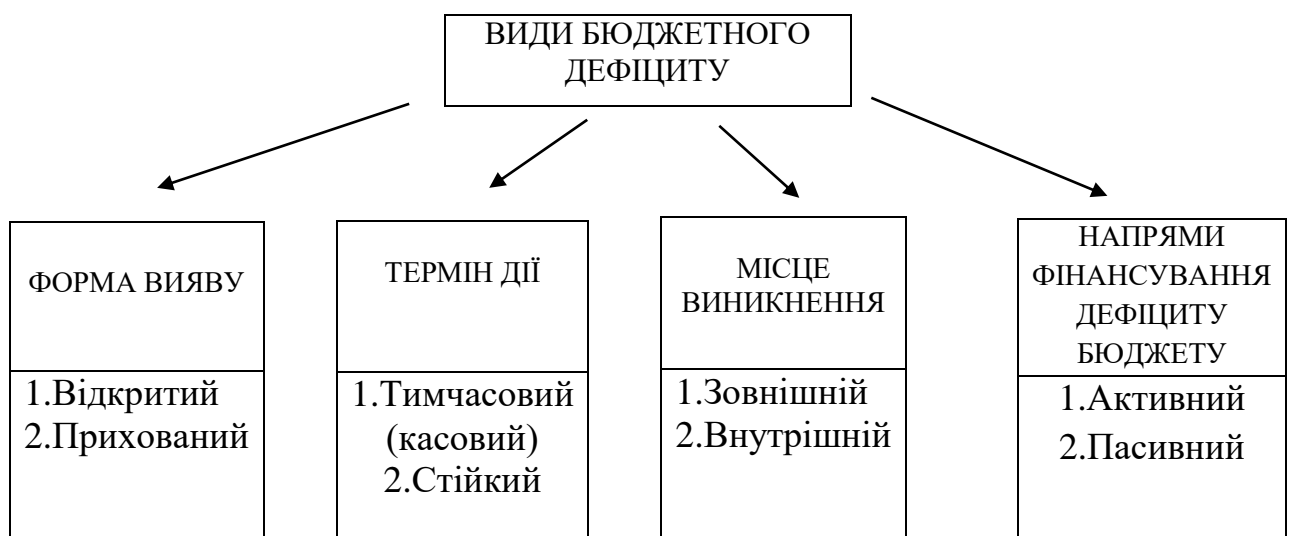 ВИДИ БЮДЖЕТНОГО
ДЕФІЦИТУ
ФОРМА ВИЯВУ
1.Відкритий
2.Прихований
ТЕРМІН ДІЇ
1.Тимчасовий
(касовий)
2.Стійкий
МІСЦЕ
ВИНИКНЕННЯ
1.Зовнішній
2.Внутрішній
НАПРЯМИ
ФІНАНСУВАННЯ
ДЕФІЦИТУ
БЮДЖЕТУ
1.Активний
2.Пасивний